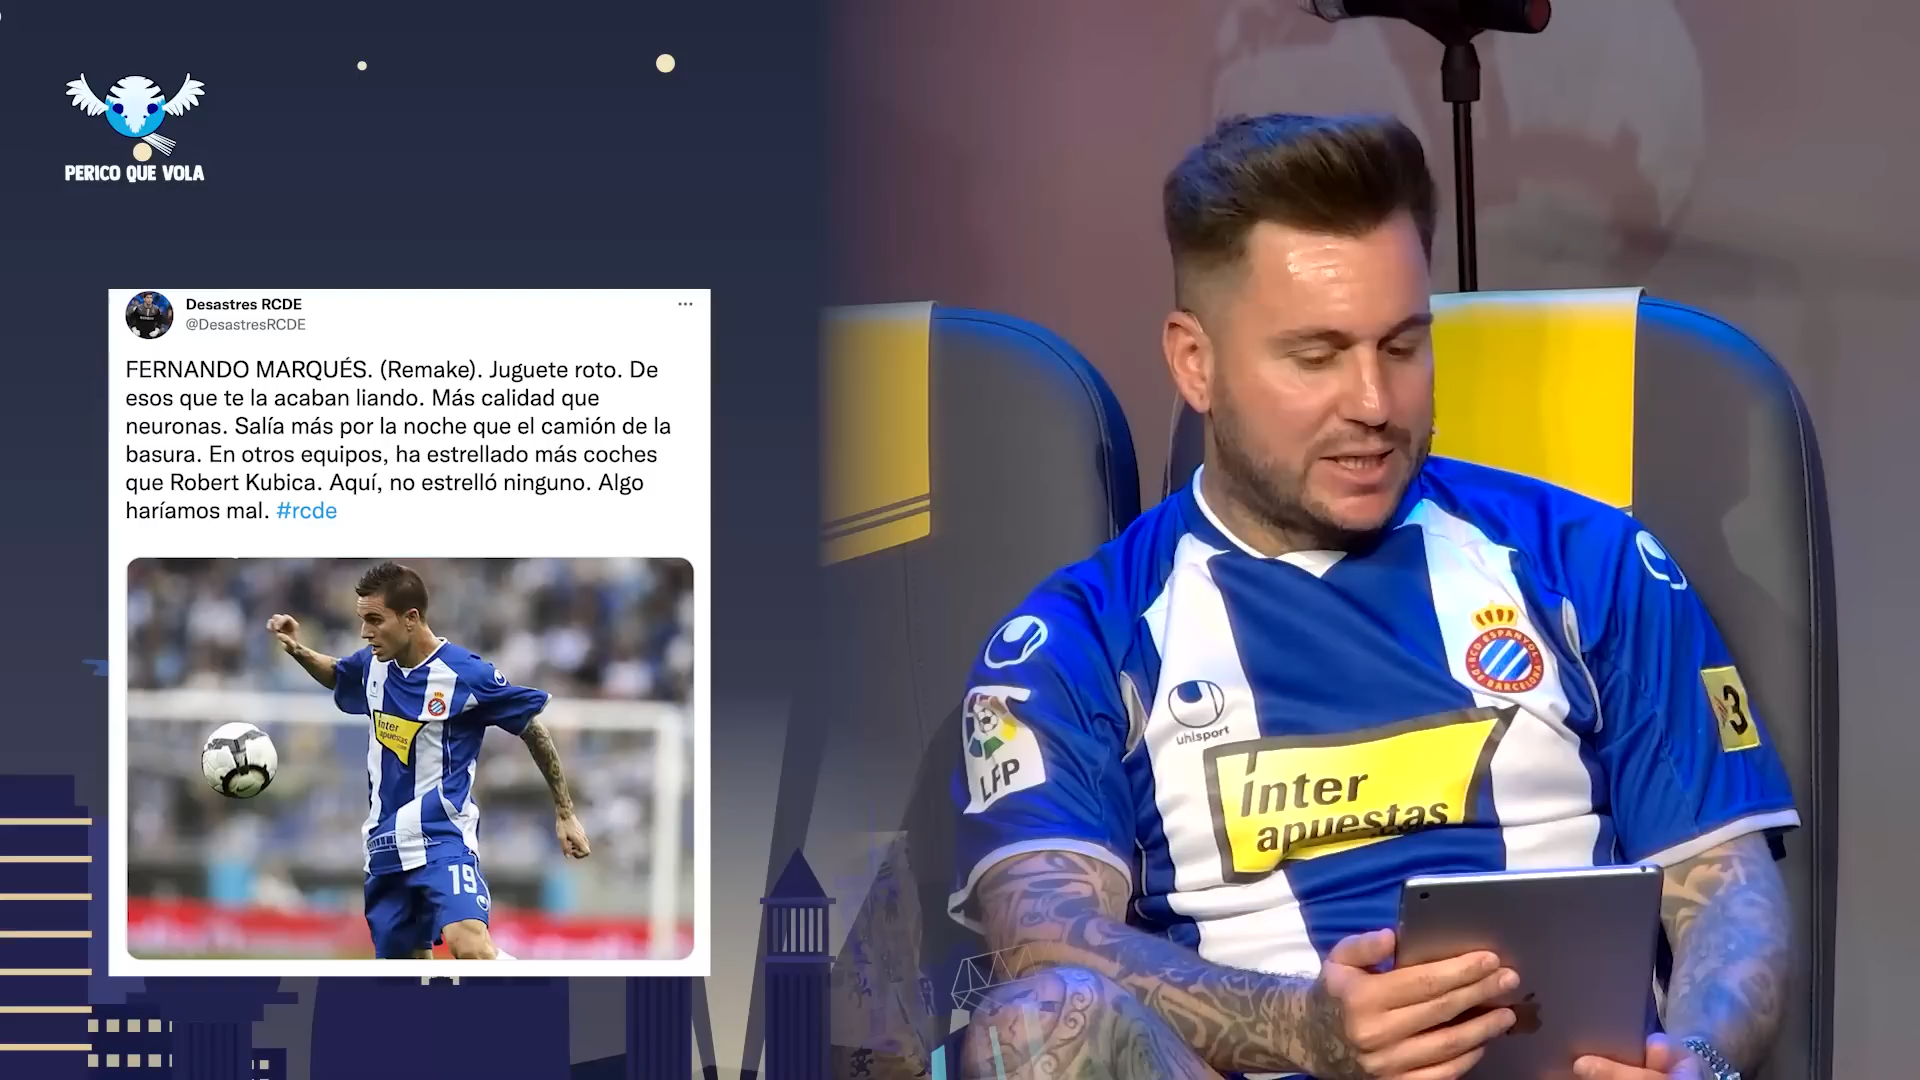 PERICO QUE VOLA
Desastres RCDE
@DesastresRCDE
FERNANDO MARQUÉS. (Remake). Juguete roto. De
esos que te la acaban liando. Más calidad que
neuronas. Salía más por la noche que el camión de la
basura. En otros equipos, ha estrellado más coches
que Robert Kubica. Aquí, no estrelló ninguno. Algo
haríamos mal. #rcde
inter
apuestas
.com
19
RCD ESPANYOL
DE BARCELONA
uhlsport
LFP
3
inter
apuestas